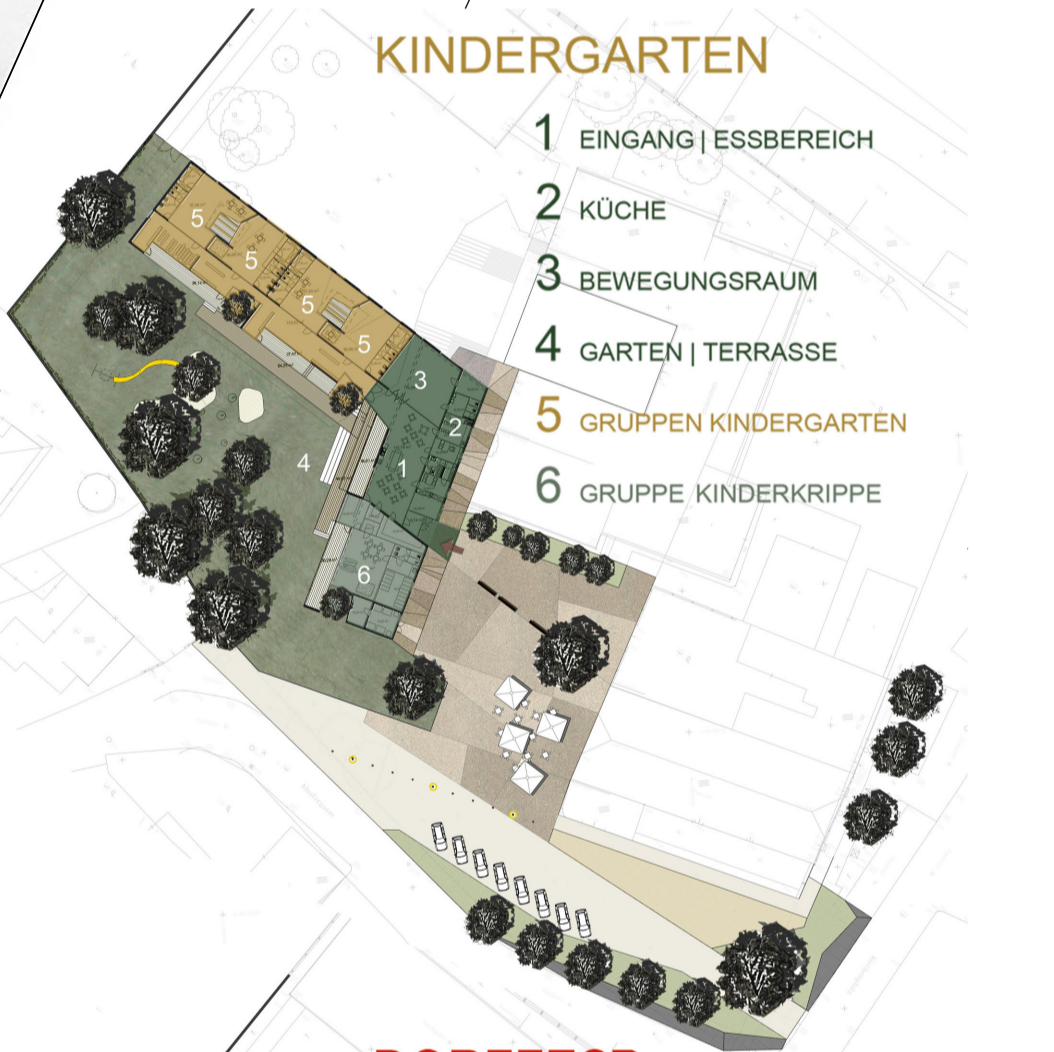 KINDERGARTEN
1 EINGANG | ESSBEREICH
2 KÜCHE
3 BEWEGUNGSRAUM
4 GARTEN | TERRASSE
5 GRUPPEN KINDERGARTEN
6 GRUPPE KINDERKRIPPE
5
5
5
5
3
2
1
4
6